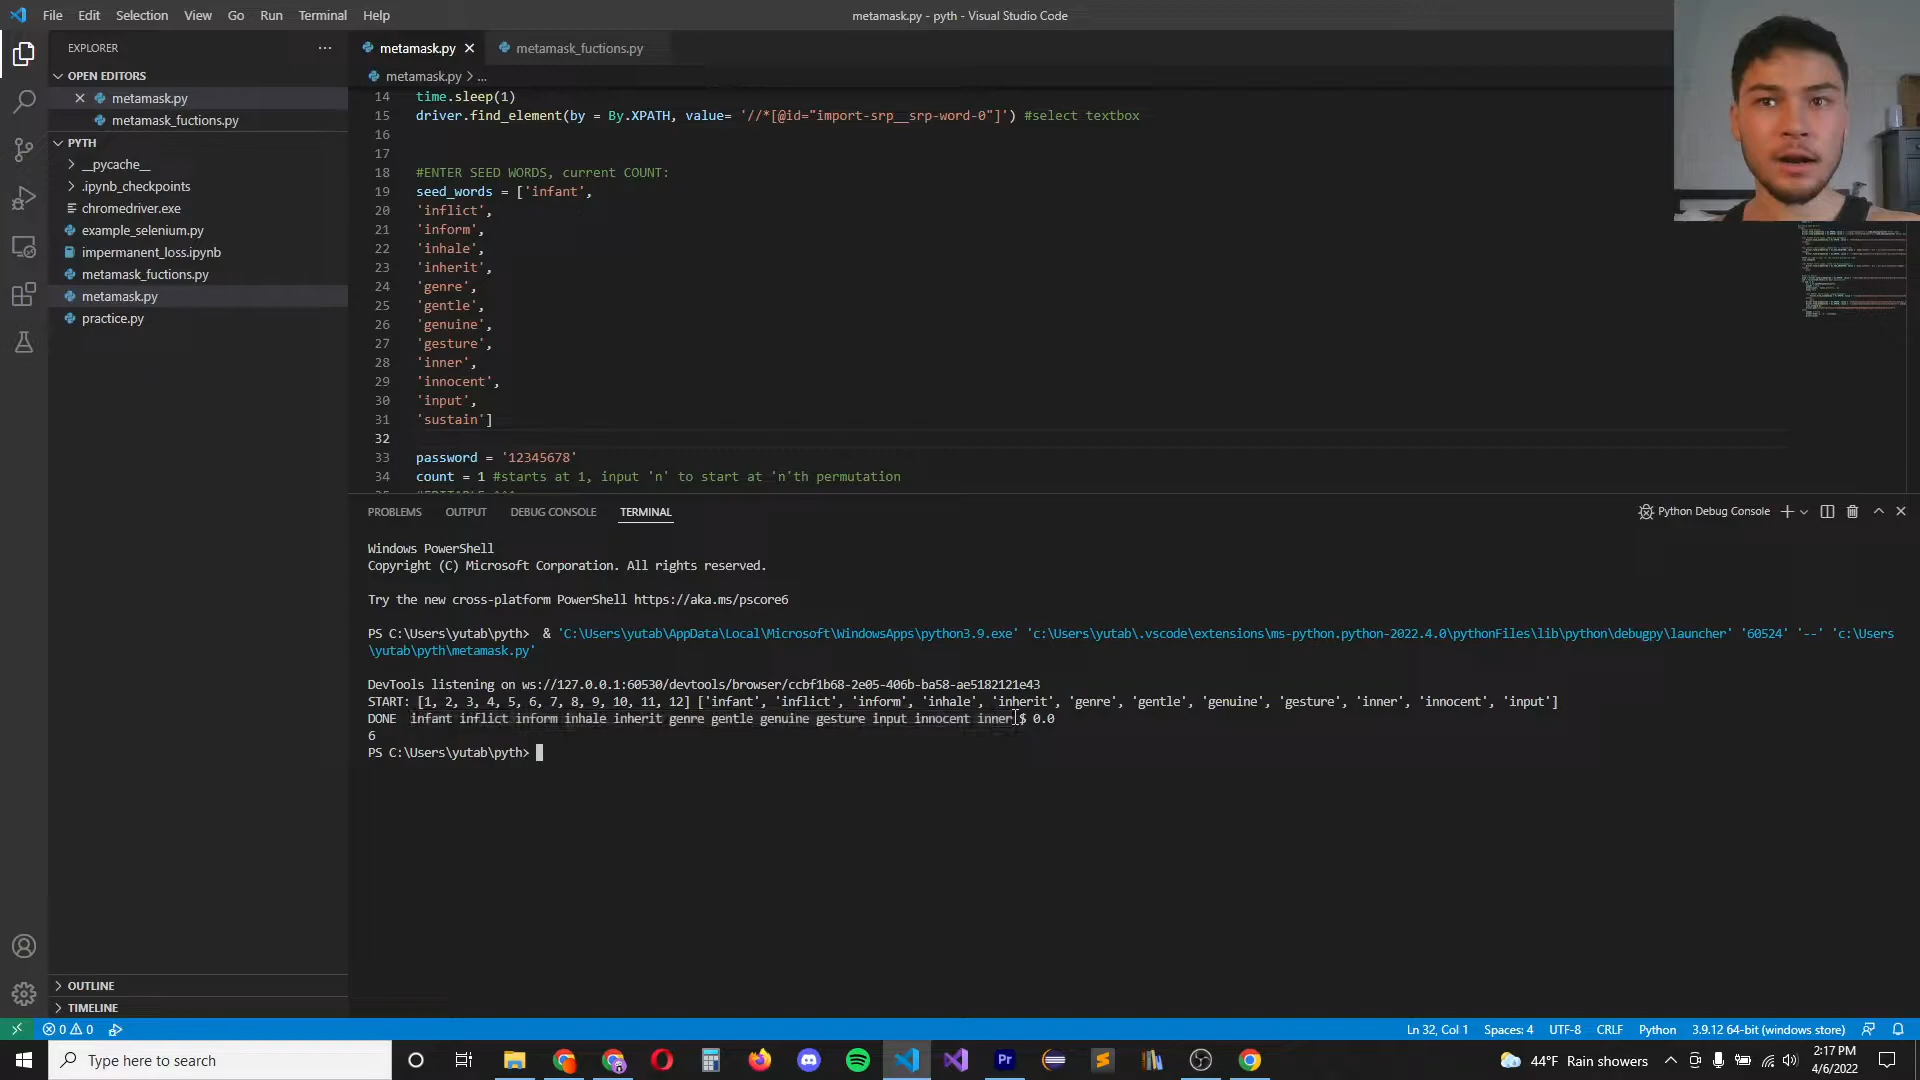 File Edit Selection View Go Run Terminal Help
metamask.py - pyth - Visual Studio Code
EXPLORER
OPEN EDITORS
metamask.py
metamask_fuctions.py
PYTH
__pycache__
.ipynb_checkpoints
chromedriver.exe
example_selenium.py
impermanent_loss.ipynb
metamask_fuctions.py
metamask.py
practice.py
OUTLINE
TIMELINE
metamask.py metamask_fuctions.py
metamask.py > ...
14 time.sleep(1)
15 driver.find_element(by = By.XPATH, value= '//*[@id="import-srp__srp-word-0"]') #select textbox
16
17
18 #ENTER SEED WORDS, current COUNT:
19 seed_words = ['infant',
20 'inflict',
21 'inform',
22 'inhale',
23 'inherit',
24 'genre',
25 'gentle',
26 'genuine',
27 'gesture',
28 'inner',
29 'innocent',
30 'input',
31 'sustain']
32
33 password = '12345678'
34 count = 1 #starts at 1, input 'n' to start at 'n'th permutation
PROBLEMS OUTPUT DEBUG CONSOLE TERMINAL
Python Debug Console
Windows PowerShell
Copyright (C) Microsoft Corporation. All rights reserved.
Try the new cross-platform PowerShell https://aka.ms/pscore6
PS C:\Users\yutab\pyth> & 'C:\Users\yutab\AppData\Local\Microsoft\WindowsApps\python3.9.exe' 'c:\Users\yutab\.vscode\extensions\ms-python.python-2022.4.0\pythonFiles\lib\python\debugpy\launcher' '60524' '--' 'c:\Users
\yutab\pyth\metamask.py'
DevTools listening on ws://127.0.0.1:60530/devtools/browser/ccbf1b68-2e05-406b-ba58-ae5182121e43
START: [1, 2, 3, 4, 5, 6, 7, 8, 9, 10, 11, 12] ['infant', 'inflict', 'inform', 'inhale', 'inherit', 'genre', 'gentle', 'genuine', 'gesture', 'inner', 'innocent', 'input']
DONE infant inflict inform inhale inherit genre gentle genuine gesture input innocent inner $ 0.0
6
PS C:\Users\yutab\pyth>
0 0
Ln 32, Col 1 Spaces: 4 UTF-8 CRLF Python 3.9.12 64-bit (windows store)
Type here to search
Pr
44°F Rain showers
2:17 PM
4/6/2022